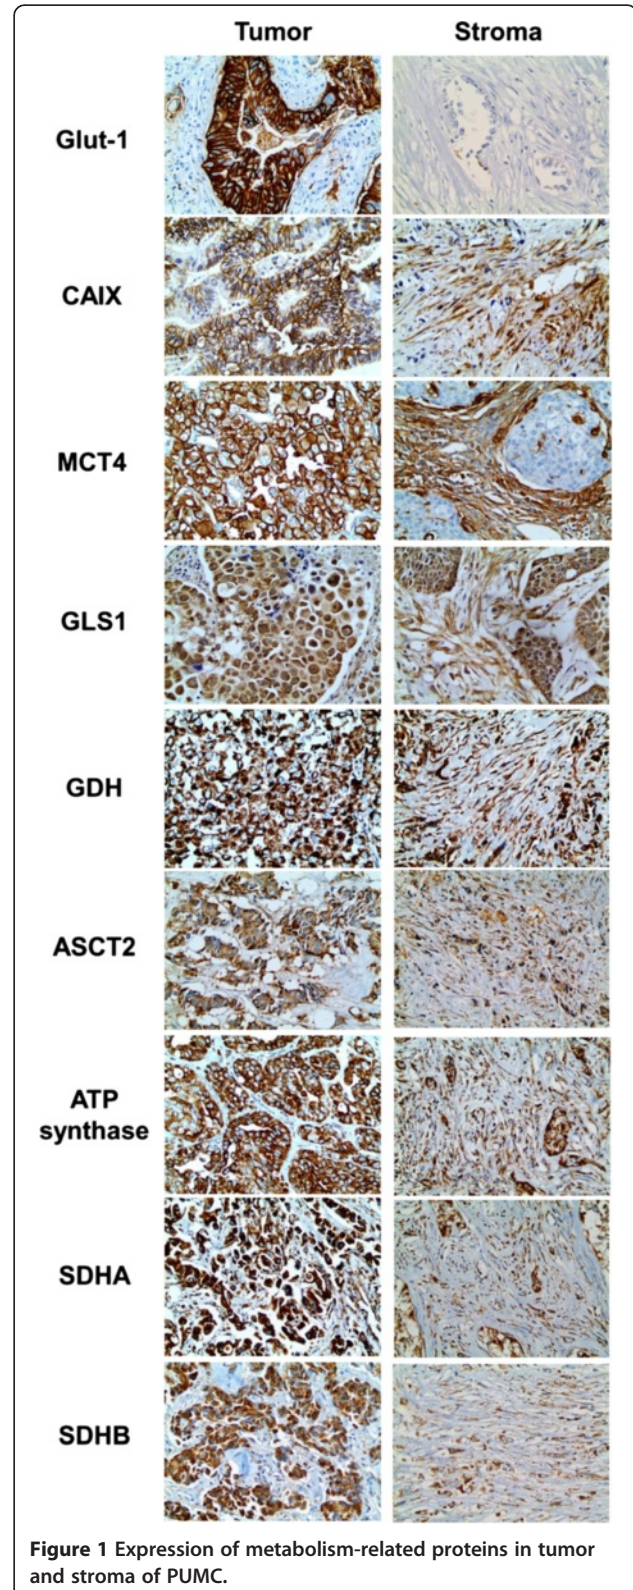 Tumor Stroma
Glut-1
CAIX
MCT4
GLS1
GDH
ASCT2
ATP
synthase
SDHA
SDHB
Figure 1 Expression of metabolism-related proteins in tumor
and stroma of PUMC.